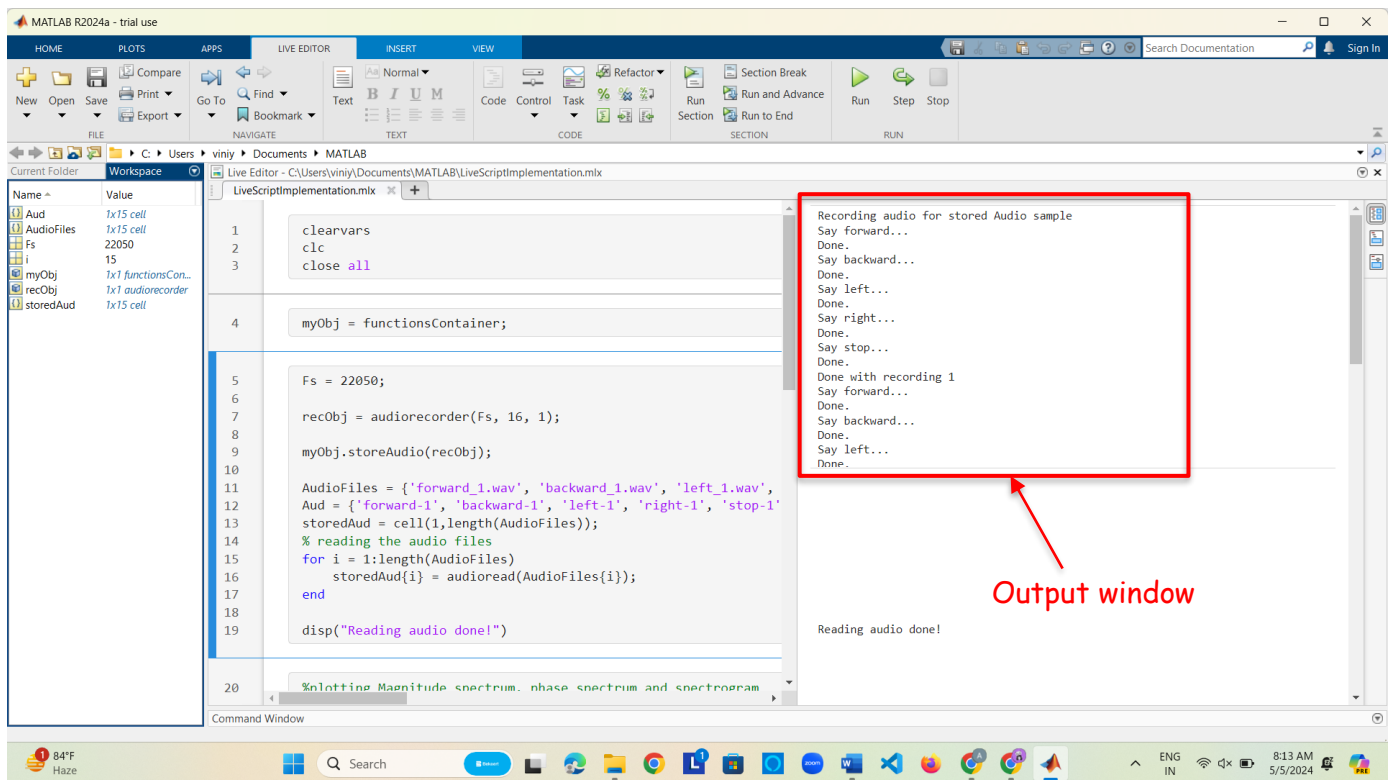 MATLAB R2024a - trial use
HOME PLOTS APPS LIVE EDITOR INSERT VIEW Search Documentation Sign In
New Open Save Compare Print Export
FILE
Go To Find Bookmark
NAVIGATE
Text Normal B I U M
TEXT
Code Control Task Refactor
CODE
Run Section Section Break Run and Advance Run to End
SECTION
Run Step Stop
RUN
C: Users viniy Documents MATLAB
Current Folder Workspace
Name Value
Aud 1x15 cell
AudioFiles 1x15 cell
Fs 22050
i 15
myObj 1x1 functionsCon...
recObj 1x1 audiorecorder
storedAud 1x15 cell
Live Editor - C:\Users\viniy\Documents\MATLAB\LiveScriptImplementation.mlx
LiveScriptImplementation.mlx
1 clearvars
2 clc
3 close all
4 myObj = functionsContainer;
5 Fs = 22050;
6
7 recObj = audiorecorder(Fs, 16, 1);
8
9 myObj.storeAudio(recObj);
10
11 AudioFiles = {'forward_1.wav', 'backward_1.wav', 'left_1.wav',
12 Aud = {'forward-1', 'backward-1', 'left-1', 'right-1', 'stop-1'
13 storedAud = cell(1,length(AudioFiles));
14 % reading the audio files
15 for i = 1:length(AudioFiles)
16 storedAud{i} = audioread(AudioFiles{i});
17 end
18
19 disp("Reading audio done!")
20 %plotting Magnitude spectrum, phase spectrum and spectrogram
Recording audio for stored Audio sample
Say forward...
Done.
Say backward...
Done.
Say left...
Done.
Say right...
Done.
Say stop...
Done.
Done with recording 1
Say forward...
Done.
Say backward...
Done.
Say left...
Done.
Output window
Reading audio done!
Command Window
1
84°F
Haze
Search
zoom
ENG
IN
8:13 AM
5/5/2024
PRE